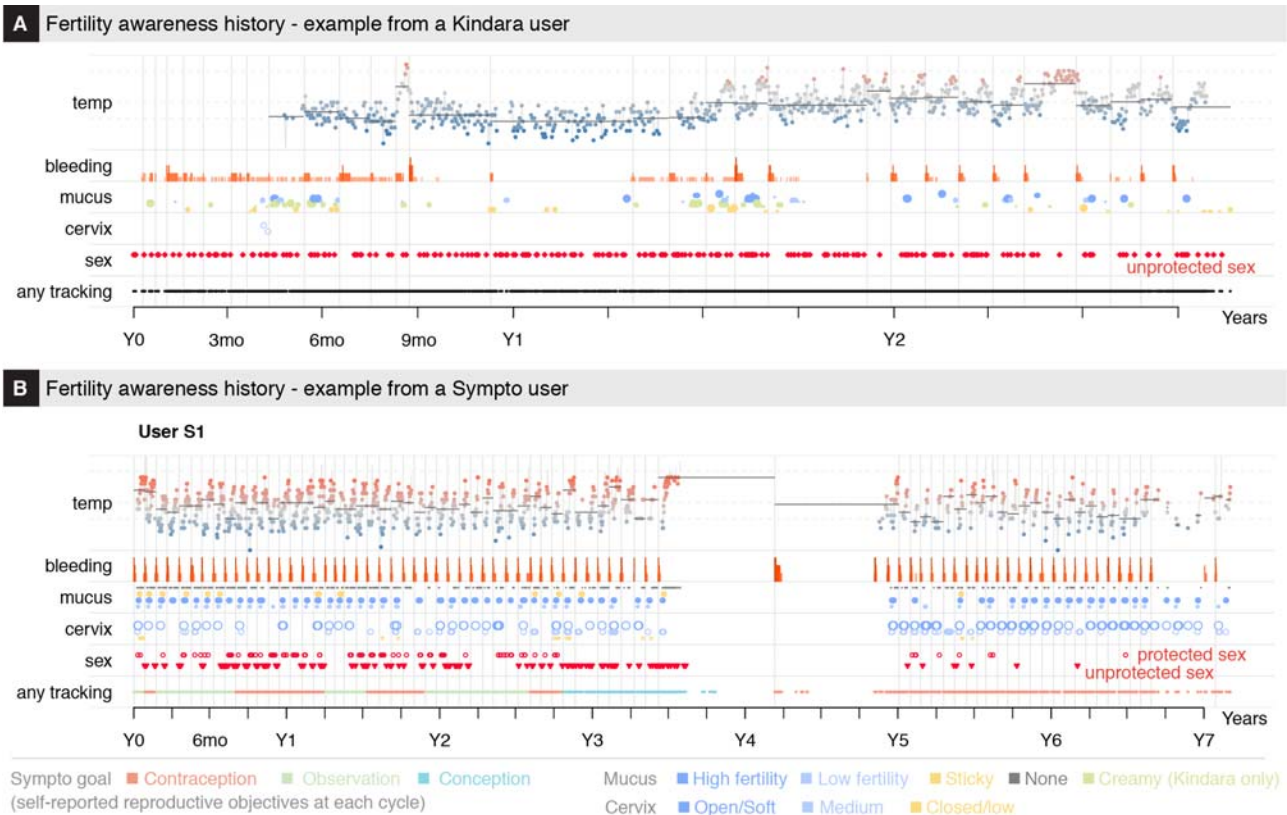 A Fertility awareness history - example from a Kindara user
temp
bleeding
mucus
cervix
sex
unprotected sex
any tracking
Years
Y0 3mo 6mo 9mo Y1 Y2
B Fertility awareness history - example from a Sympto user
User S1
temp
bleeding
mucus
cervix
sex
protected sex
unprotected sex
any tracking
Years
Y0 6mo Y1 Y2 Y3 Y4 Y5 Y6 Y7
Sympto goal Contraception Observation Conception
(self-reported reproductive objectives at each cycle)
Mucus High fertility Low fertility Sticky None Creamy (Kindara only)
Cervix Open/Soft Medium Closed/low